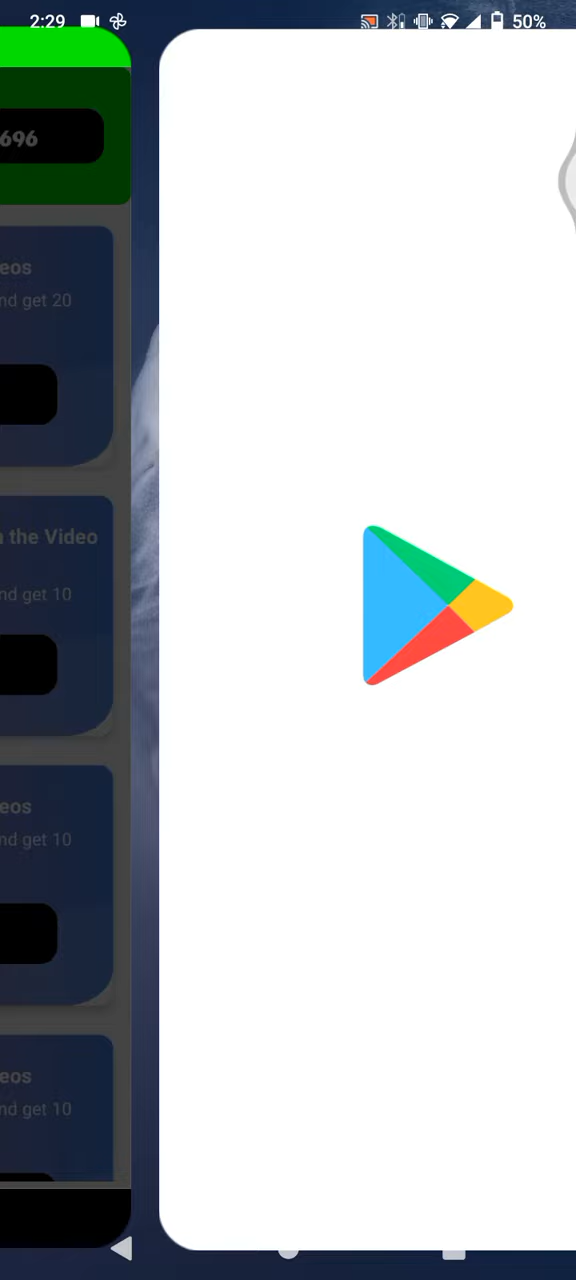 2:29
50%
696
eos
nd get 20
the Video
nd get 10
eos
nd get 10
eos
nd get 10